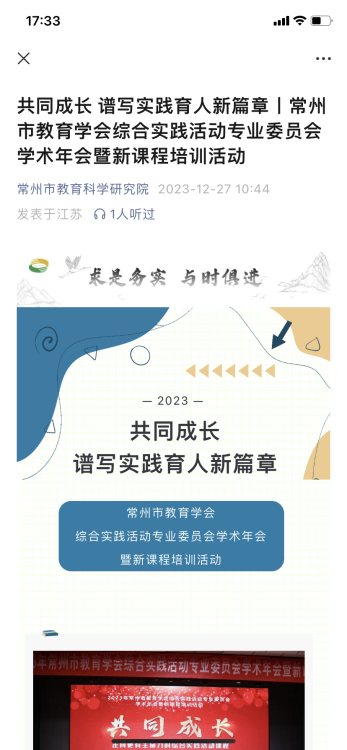 17:33
共同成长 谱写实践育人新篇章丨常州
市教育学会综合实践活动专业委员会
学术年会暨新课程培训活动
常州市教育科学研究院 2023-12-27 10:44
发表于江苏 1人听过
求是务实 与时俱进
— 2023 —
共同成长
谱写实践育人新篇章
常州市教育学会
综合实践活动专业委员会学术年会
暨新课程培训活动
年常州市教育学会综合实践活动专业委员会学术年会暨新
共同成长